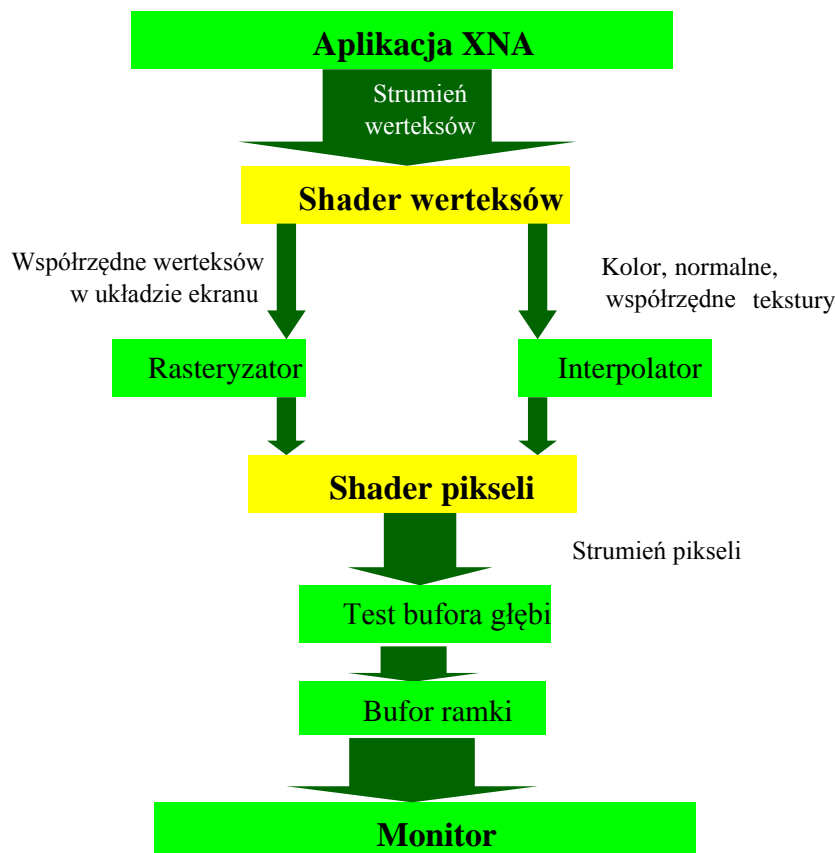 Aplikacja XNA
Strumień
werteksów
Shader werteksów
Współrzędne werteksów
w układzie ekranu
Kolor, normalne,
współrzędne tekstury
Rasteryzator
Interpolator
Shader pikseli
Strumień pikseli
Test bufora głębi
Bufor ramki
Monitor